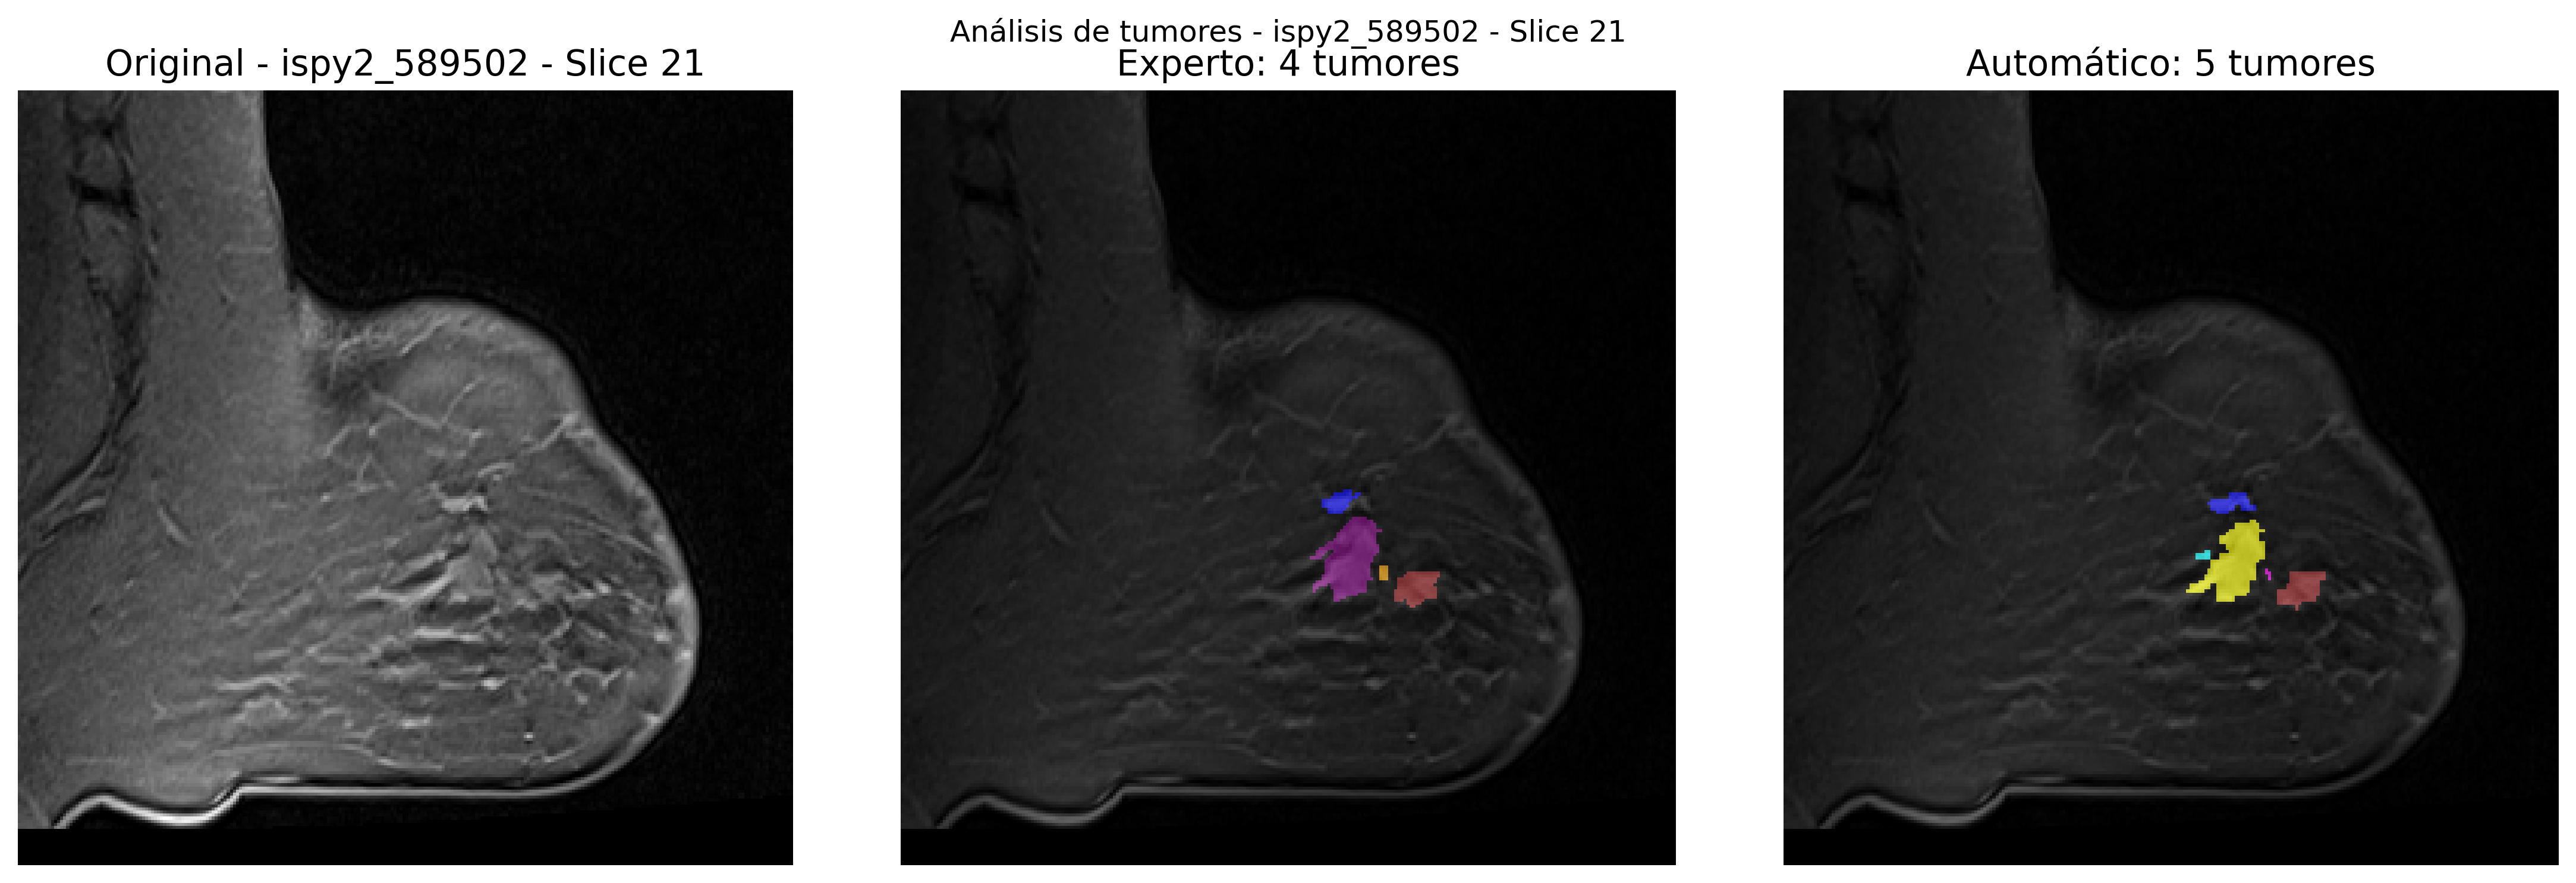 Análisis de tumores - ispy2_589502 - Slice 21
Original - ispy2_589502 - Slice 21
Experto: 4 tumores
Automático: 5 tumores